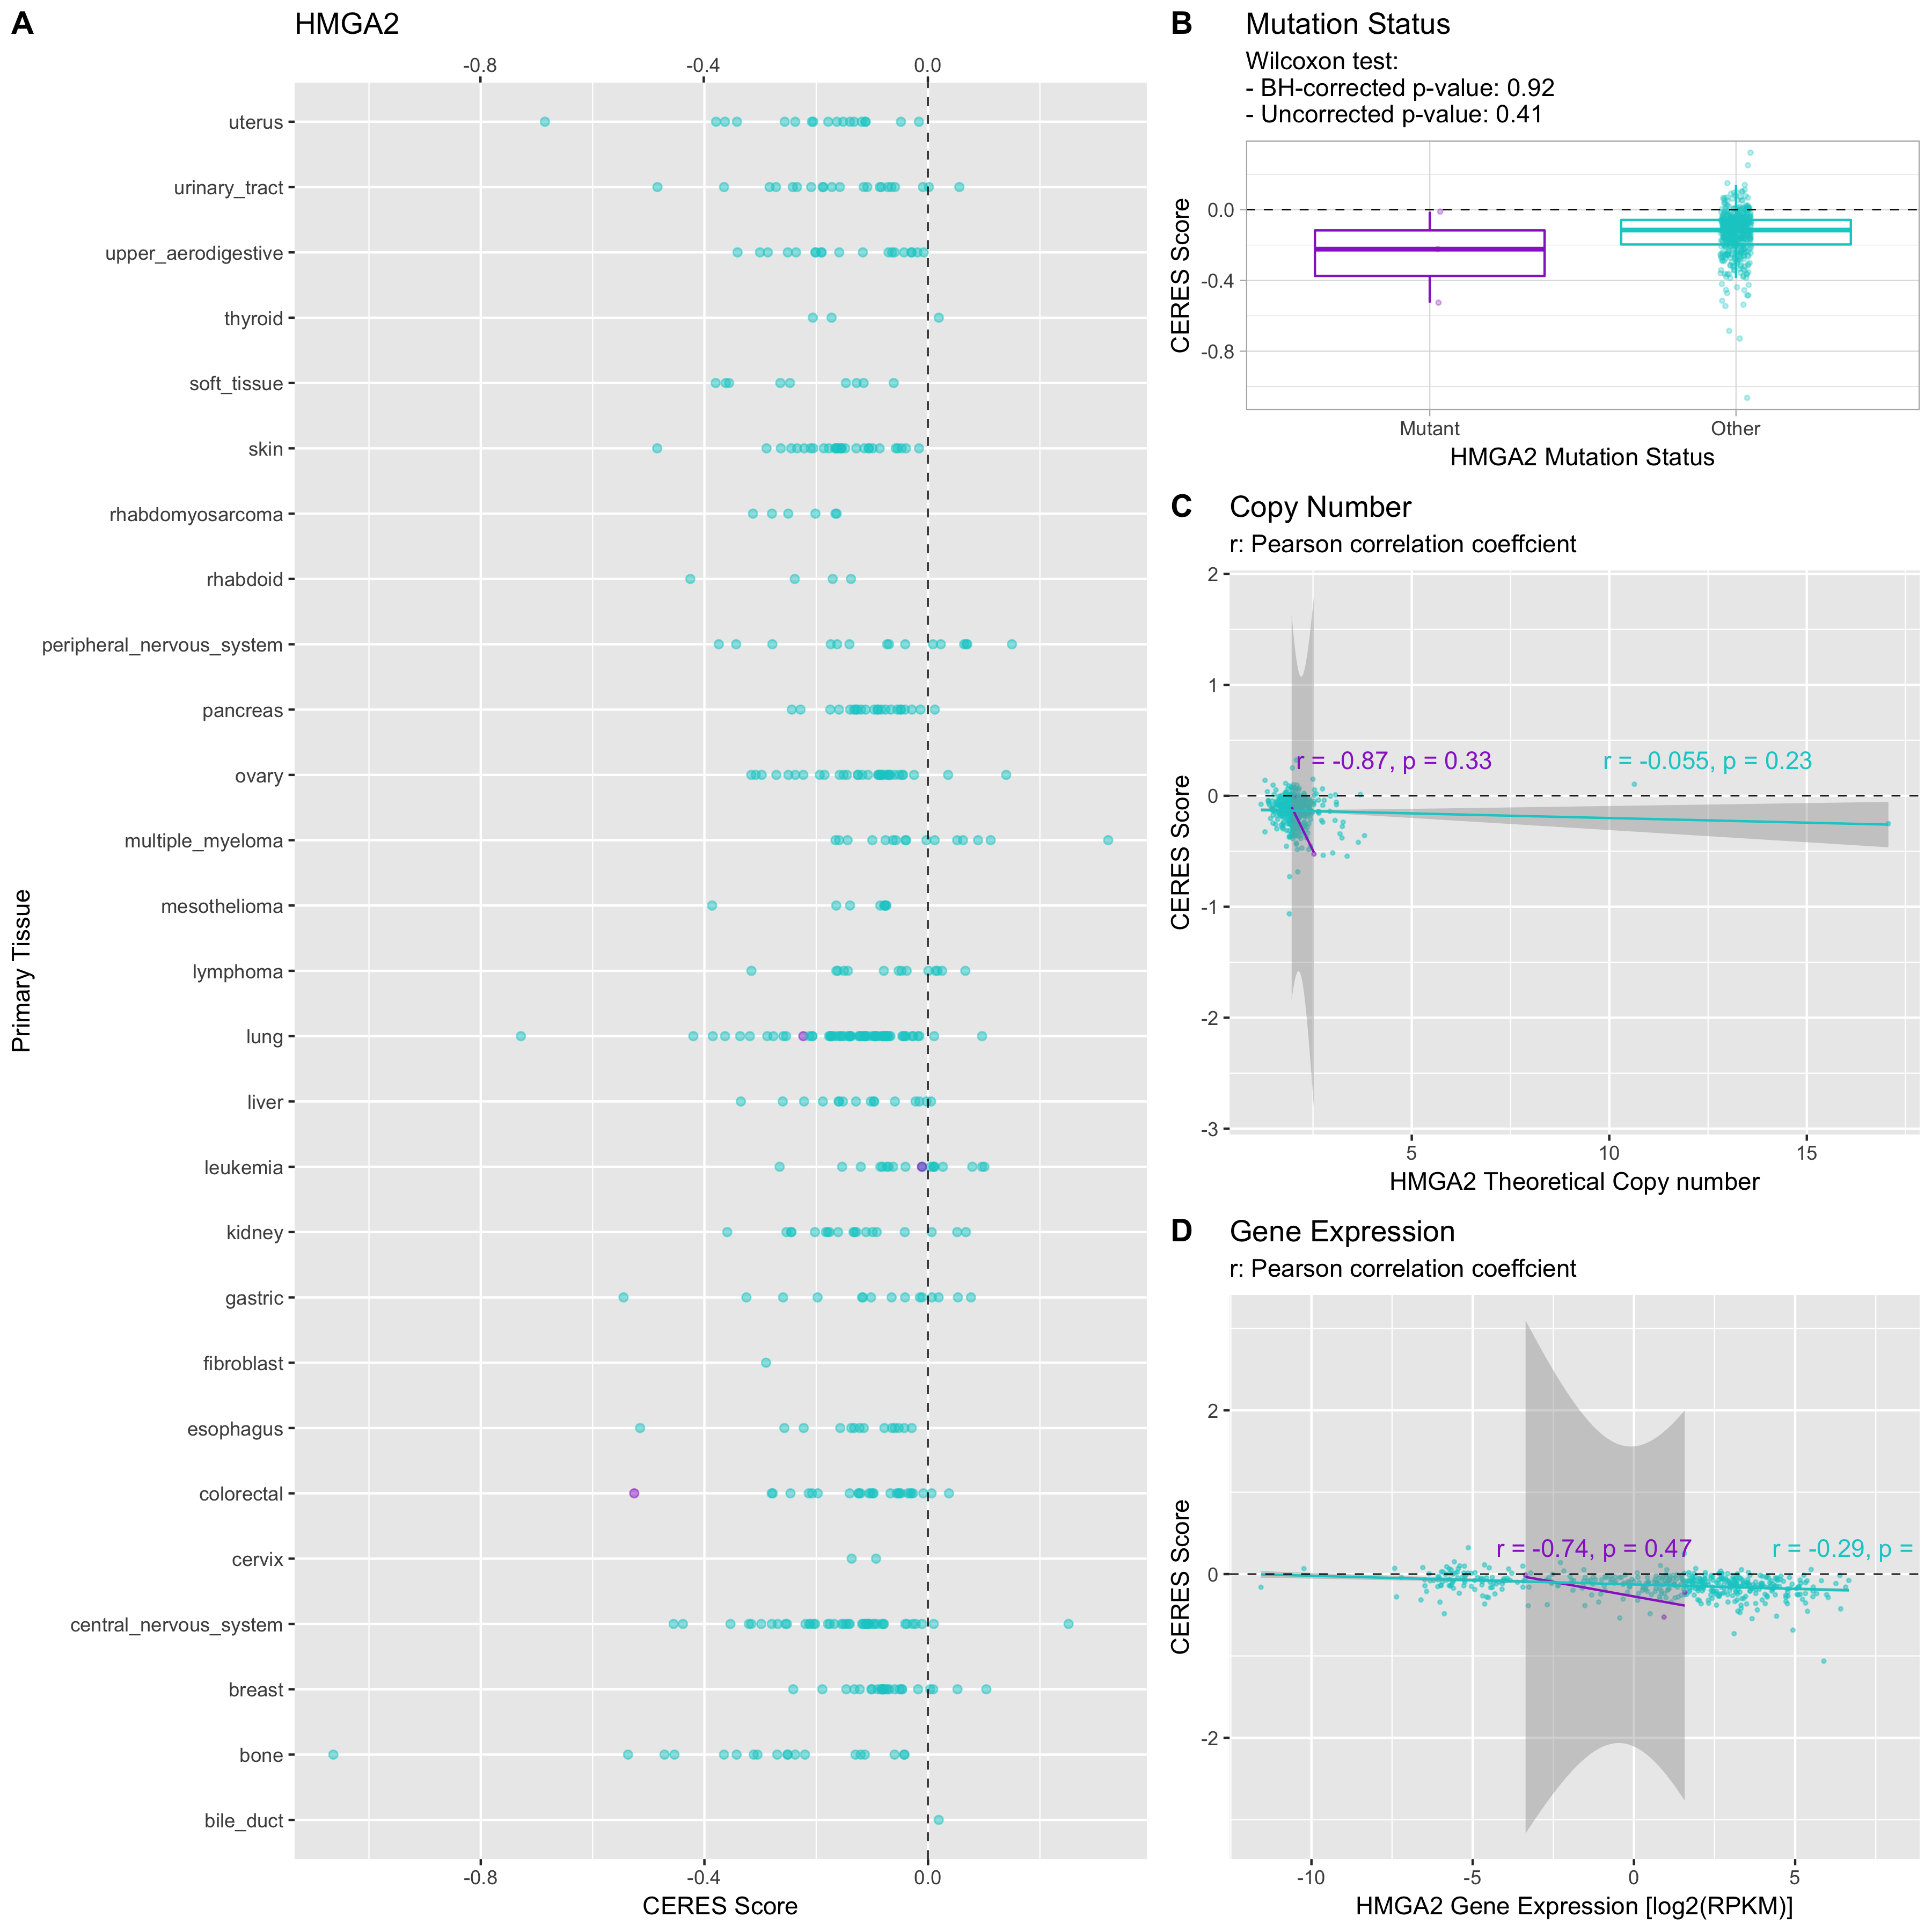 A
HMGA2
-0.8
-0.4
0.0
Primary Tissue
uterus
urinary_tract
upper_aerodigestive
thyroid
soft_tissue
skin
rhabdomyosarcoma
rhabdoid
peripheral_nervous_system
pancreas
ovary
multiple_myeloma
mesothelioma
lymphoma
lung
liver
leukemia
kidney
gastric
fibroblast
esophagus
colorectal
cervix
central_nervous_system
breast
bone
bile_duct
-0.8
-0.4
0.0
CERES Score
B
Mutation Status
Wilcoxon test:
- BH-corrected p-value: 0.92
- Uncorrected p-value: 0.41
CERES Score
0.0
-0.4
-0.8
Mutant
Other
HMGA2 Mutation Status
C
Copy Number
r: Pearson correlation coeffcient
CERES Score
2
1
0
-1
-2
-3
r = -0.87, p = 0.33
r = -0.055, p = 0.23
5
10
15
HMGA2 Theoretical Copy number
D
Gene Expression
r: Pearson correlation coeffcient
CERES Score
2
0
-2
r = -0.74, p = 0.47
r = -0.29, p =
-10
-5
0
5
HMGA2 Gene Expression [log2(RPKM)]